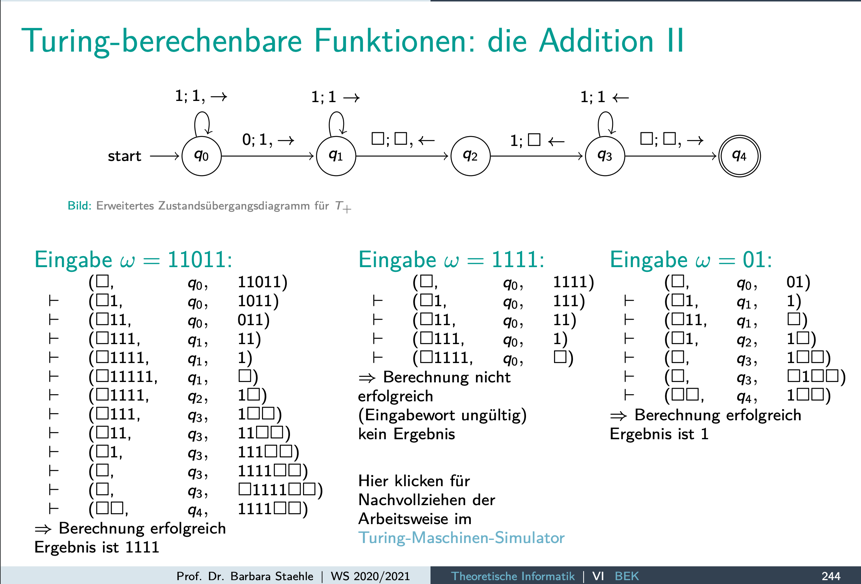 Turing-berechenbare Funktionen: die Addition II
1; 1, → 1; 1 → 1; 1 ←
start q0 0; 1, → q1 □; □, ← q2 1; □ ← q3 □; □, → q4
Bild: Erweitertes Zustandsübergangsdiagramm für T+
Eingabe ω = 11011:
(□, q0, 11011)
⊢ (□1, q0, 1011)
⊢ (□11, q0, 011)
⊢ (□111, q1, 11)
⊢ (□1111, q1, 1)
⊢ (□11111, q1, □)
⊢ (□1111, q2, 1□)
⊢ (□111, q3, 1□□)
⊢ (□11, q3, 11□□)
⊢ (□1, q3, 111□□)
⊢ (□, q3, 1111□□)
⊢ (□, q3, □1111□□)
⊢ (□□, q4, 1111□□)
⇒ Berechnung erfolgreich
Ergebnis ist 1111
Eingabe ω = 1111:
(□, q0, 1111)
⊢ (□1, q0, 111)
⊢ (□11, q0, 11)
⊢ (□111, q0, 1)
⊢ (□1111, q0, □)
⇒ Berechnung nicht
erfolgreich
(Eingabewort ungültig)
kein Ergebnis
Hier klicken für
Nachvollziehen der
Arbeitsweise im
Turing-Maschinen-Simulator
Eingabe ω = 01:
(□, q0, 01)
⊢ (□1, q1, 1)
⊢ (□11, q1, □)
⊢ (□1, q2, 1□)
⊢ (□, q3, 1□□)
⊢ (□, q3, □1□□)
⊢ (□□, q4, 1□□)
⇒ Berechnung erfolgreich
Ergebnis ist 1
Prof. Dr. Barbara Staehle | WS 2020/2021 Theoretische Informatik | VI BEK 244